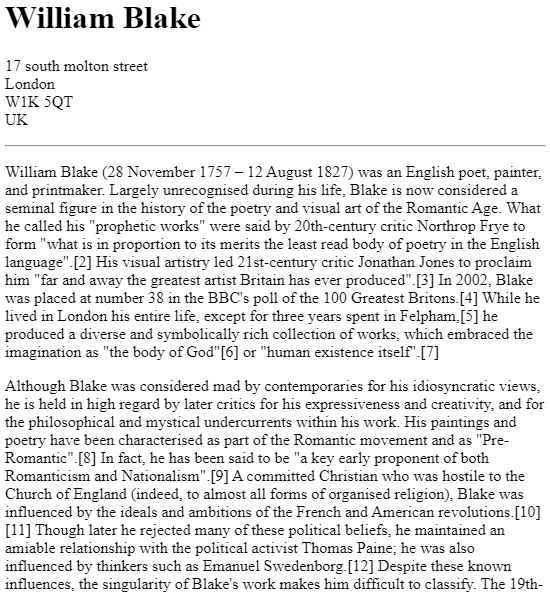 William Blake
17 south molton street
London
W1K 5QT
UK
William Blake (28 November 1757 – 12 August 1827) was an English poet, painter,
and printmaker. Largely unrecognised during his life, Blake is now considered a
seminal figure in the history of the poetry and visual art of the Romantic Age. What
he called his "prophetic works" were said by 20th-century critic Northrop Frye to
form "what is in proportion to its merits the least read body of poetry in the English
language".[2] His visual artistry led 21st-century critic Jonathan Jones to proclaim
him "far and away the greatest artist Britain has ever produced".[3] In 2002, Blake
was placed at number 38 in the BBC's poll of the 100 Greatest Britons.[4] While he
lived in London his entire life, except for three years spent in Felpham,[5] he
produced a diverse and symbolically rich collection of works, which embraced the
imagination as "the body of God"[6] or "human existence itself".[7]
Although Blake was considered mad by contemporaries for his idiosyncratic views,
he is held in high regard by later critics for his expressiveness and creativity, and for
the philosophical and mystical undercurrents within his work. His paintings and
poetry have been characterised as part of the Romantic movement and as "Pre-
Romantic".[8] In fact, he has been said to be "a key early proponent of both
Romanticism and Nationalism".[9] A committed Christian who was hostile to the
Church of England (indeed, to almost all forms of organised religion), Blake was
influenced by the ideals and ambitions of the French and American revolutions.[10]
[11] Though later he rejected many of these political beliefs, he maintained an
amiable relationship with the political activist Thomas Paine; he was also
influenced by thinkers such as Emanuel Swedenborg.[12] Despite these known
influences, the singularity of Blake's work makes him difficult to classify. The 19th-